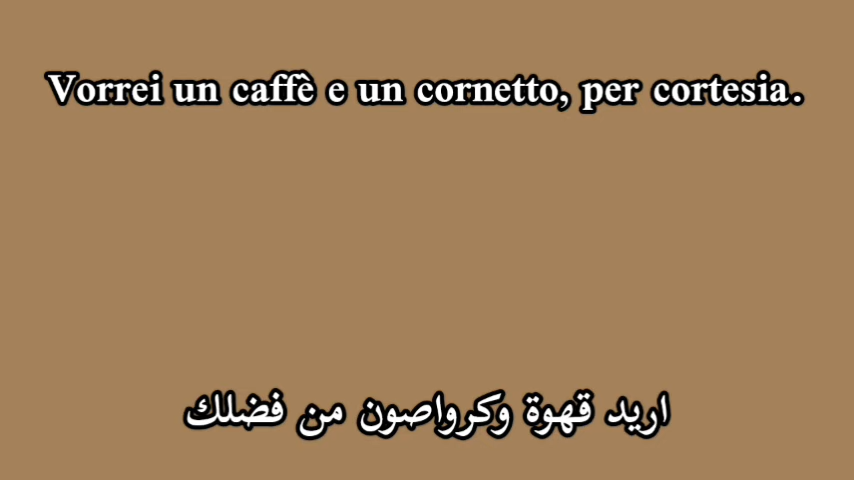 Vorrei un caffè e un cornetto, per cortesia.
اريد قهوة وكرواصون من فضلك